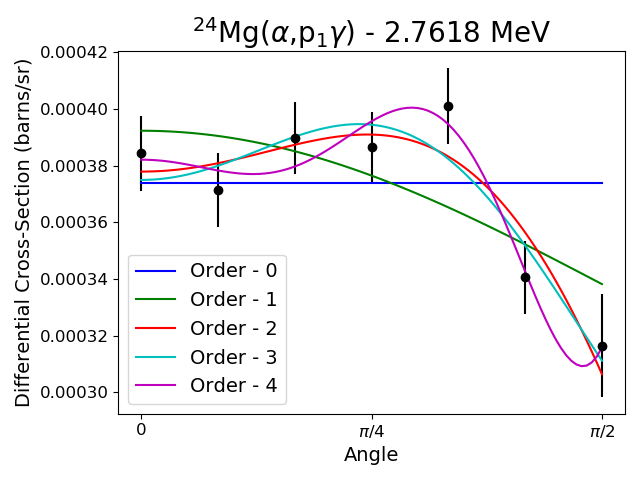 ²⁴Mg(α,p₁γ) - 2.7618 MeV
Differential Cross-Section (barns/sr)
0.00042
0.00040
0.00038
0.00036
0.00034
0.00032
0.00030
Order - 0
Order - 1
Order - 2
Order - 3
Order - 4
0
π/4
π/2
Angle